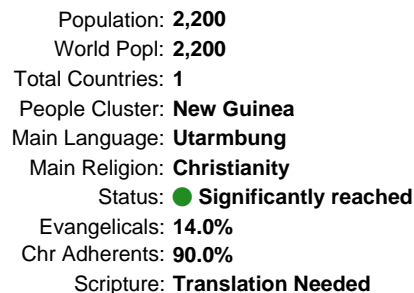 Population: 2,200
World Popl: 2,200
Total Countries: 1
People Cluster: New Guinea
Main Language: Utarmbung
Main Religion: Christianity
Status: Significantly reached
Evangelicals: 14.0%
Chr Adherents: 90.0%
Scripture: Translation Needed